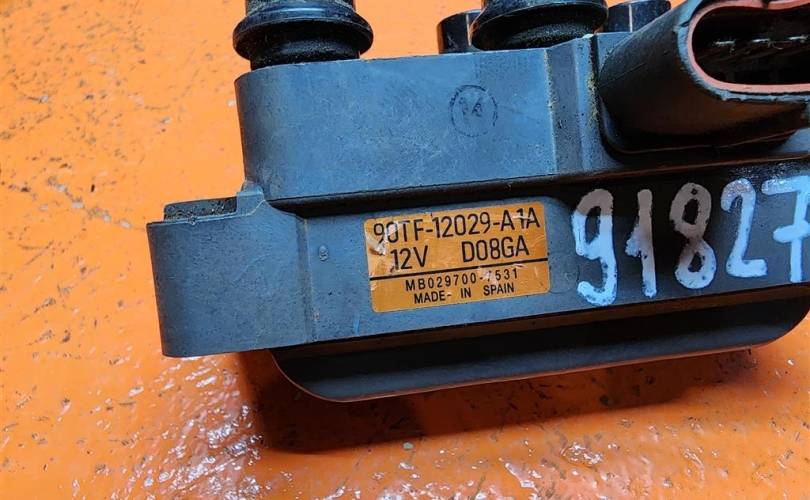 90TF-12029-A1A
12V D08GA
MB029700-7531
MADE-IN SPAIN
91827